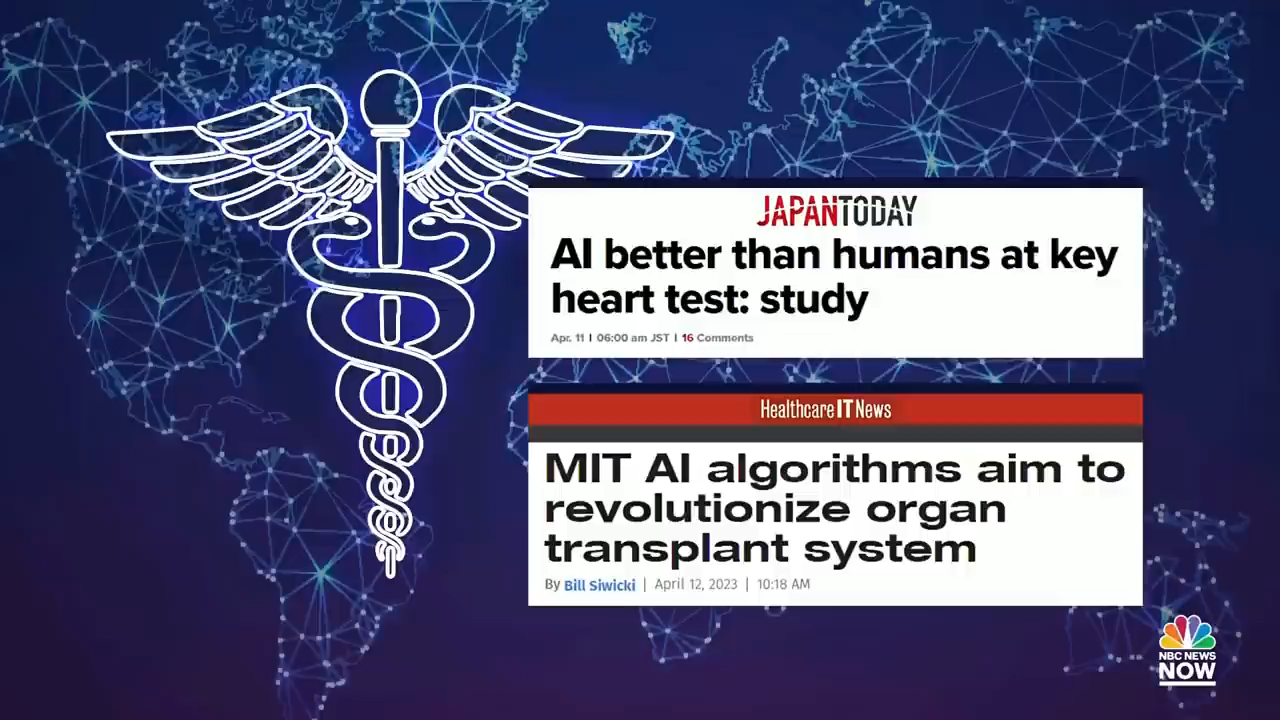 JAPANTODAY
AI better than humans at key
heart test: study
Apr. 11 | 06:00 am JST | 16 Comments
Healthcare IT News
MIT AI algorithms aim to
revolutionize organ
transplant system
By Bill Siwicki | April 12, 2023 | 10:18 AM
NBC NEWS
NOW